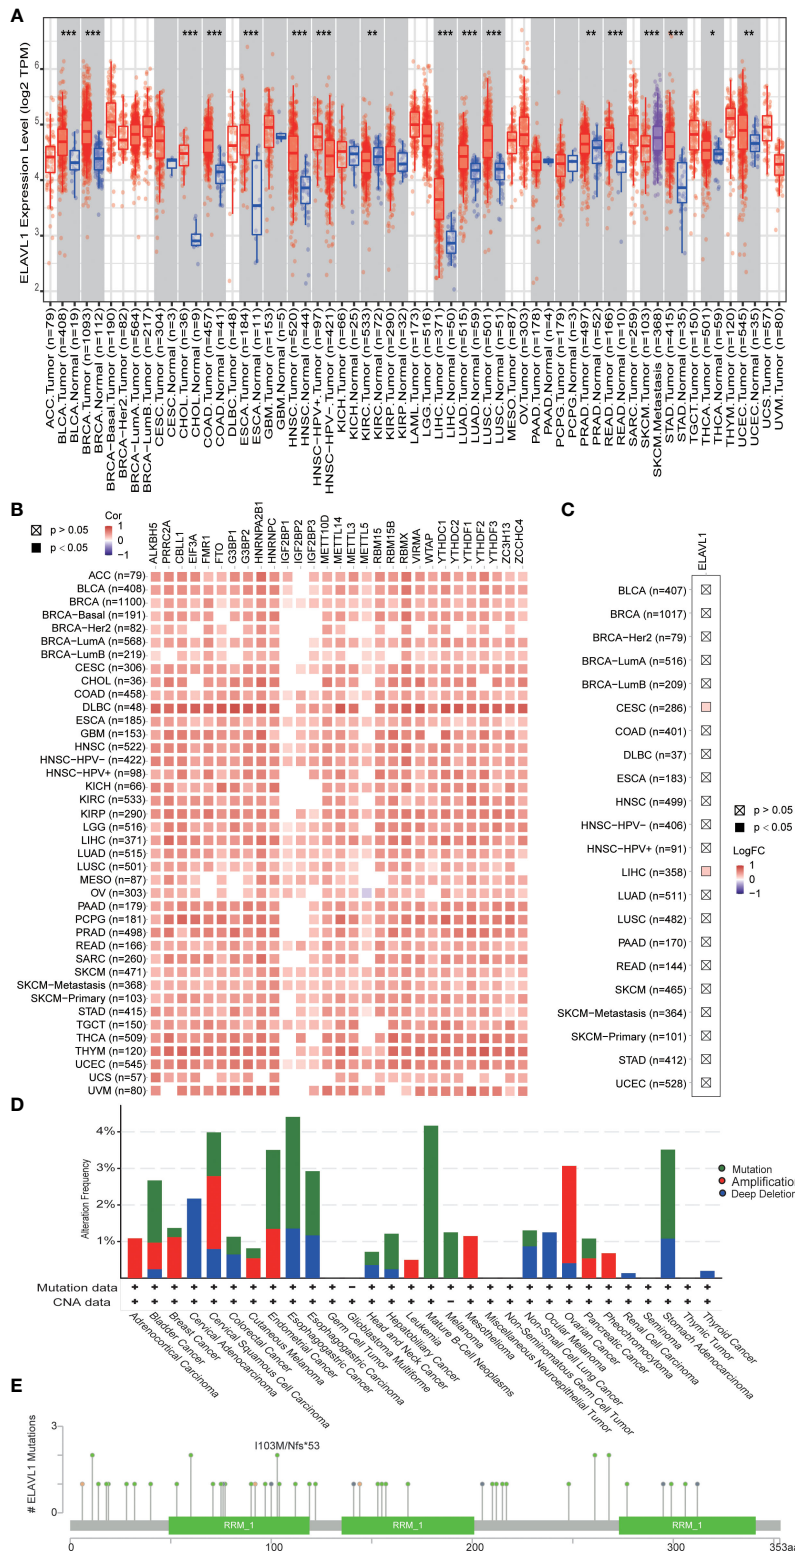 A
ELAVL1 Expression Level (log2 TPM)
*** *** *** *** *** *** *** ** *** *** *** ** *** *** *** * **
6
5
4
3
2
ACC.Tumor (n=79)
BLCA.Tumor (n=408)
BLCA.Normal (n=19)
BRCA.Tumor (n=1093)
BRCA.Normal (n=112)
BRCA-Basal.Tumor (n=190)
BRCA-Her2.Tumor (n=82)
BRCA-LumA.Tumor (n=564)
BRCA-LumB.Tumor (n=217)
CESC.Tumor (n=304)
CESC.Normal (n=3)
CHOL.Tumor (n=36)
CHOL.Normal (n=9)
COAD.Tumor (n=457)
COAD.Normal (n=41)
DLBC.Tumor (n=48)
ESCA.Tumor (n=184)
ESCA.Normal (n=11)
GBM.Tumor (n=153)
GBM.Normal (n=5)
HNSC.Tumor (n=520)
HNSC.Normal (n=44)
HNSC-HPV+.Tumor (n=97)
HNSC-HPV-.Tumor (n=421)
KICH.Tumor (n=66)
KICH.Normal (n=25)
KIRC.Tumor (n=533)
KIRC.Normal (n=72)
KIRP.Tumor (n=290)
KIRP.Normal (n=32)
LAML.Tumor (n=173)
LGG.Tumor (n=516)
LIHC.Tumor (n=371)
LIHC.Normal (n=50)
LUAD.Tumor (n=515)
LUAD.Normal (n=59)
LUSC.Tumor (n=501)
LUSC.Normal (n=51)
MESO.Tumor (n=87)
OV.Tumor (n=303)
PAAD.Tumor (n=178)
PAAD.Normal (n=4)
PCPG.Tumor (n=179)
PCPG.Normal (n=3)
PRAD.Tumor (n=497)
PRAD.Normal (n=52)
READ.Tumor (n=166)
READ.Normal (n=10)
SARC.Tumor (n=259)
SKCM.Tumor (n=103)
SKCM.Metastasis (n=368)
STAD.Tumor (n=415)
STAD.Normal (n=35)
TGCT.Tumor (n=150)
THCA.Tumor (n=501)
THCA.Normal (n=59)
THYM.Tumor (n=120)
UCEC.Tumor (n=545)
UCEC.Normal (n=35)
UCS.Tumor (n=57)
UVM.Tumor (n=80)
B
p > 0.05
p < 0.05
Cor
1
0
−1
ALKBH5
PRRC2A
CBLL1
EIF3A
FMR1
FTO
G3BP1
G3BP2
HNRNPA2B1
HNRNPC
IGF2BP1
IGF2BP2
IGF2BP3
METT10D
METTL14
METTL3
METTL5
RBM15
RBM15B
RBMX
VIRMA
WTAP
YTHDC1
YTHDC2
YTHDF1
YTHDF2
YTHDF3
ZC3H13
ZCCHC4
ACC (n=79)
BLCA (n=408)
BRCA (n=1100)
BRCA−Basal (n=191)
BRCA−Her2 (n=82)
BRCA−LumA (n=568)
BRCA−LumB (n=219)
CESC (n=306)
CHOL (n=36)
COAD (n=458)
DLBC (n=48)
ESCA (n=185)
GBM (n=153)
HNSC (n=522)
HNSC−HPV− (n=422)
HNSC−HPV+ (n=98)
KICH (n=66)
KIRC (n=533)
KIRP (n=290)
LGG (n=516)
LIHC (n=371)
LUAD (n=515)
LUSC (n=501)
MESO (n=87)
OV (n=303)
PAAD (n=179)
PCPG (n=181)
PRAD (n=498)
READ (n=166)
SARC (n=260)
SKCM (n=471)
SKCM−Metastasis (n=368)
SKCM−Primary (n=103)
STAD (n=415)
TGCT (n=150)
THCA (n=509)
THYM (n=120)
UCEC (n=545)
UCS (n=57)
UVM (n=80)
C
ELAVL1
BLCA (n=407)
BRCA (n=1017)
BRCA−Her2 (n=79)
BRCA−LumA (n=516)
BRCA−LumB (n=209)
CESC (n=286)
COAD (n=401)
DLBC (n=37)
ESCA (n=183)
HNSC (n=499)
HNSC−HPV− (n=406)
HNSC−HPV+ (n=91)
LIHC (n=358)
LUAD (n=511)
LUSC (n=482)
PAAD (n=170)
READ (n=144)
SKCM (n=465)
SKCM−Metastasis (n=364)
SKCM−Primary (n=101)
STAD (n=412)
UCEC (n=528)
p > 0.05
p < 0.05
LogFC
1
0
−1
D
Alteration Frequency
4%
3%
2%
1%
Mutation
Amplification
Deep Deletion
Mutation data
CNA data
Adrenocortical Carcinoma
Bladder Cancer
Breast Cancer
Cervical Adenocarcinoma
Cervical Squamous Cell Carcinoma
Colorectal Cancer
Cutaneous Melanoma
Endometrial Cancer
Esophagogastric Cancer
Esophagogastric Carcinoma
Germ Cell Tumor
Glioblastoma Multiforme
Head and Neck Cancer
Hepatobiliary Cancer
Leukemia
Mature B-Cell Neoplasms
Melanoma
Mesothelioma
Miscellaneous Neuroepithelial Tumor
Non-Seminomatous Germ Cell Tumor
Non-Small Cell Lung Cancer
Ocular Melanoma
Ovarian Cancer
Pancreatic Cancer
Pheochromocytoma
Renal Cell Carcinoma
Seminoma
Stomach Adenocarcinoma
Thymic Tumor
Thyroid Cancer
E
# ELAVL1 Mutations
3
0
I103M/Nfs*53
RRM_1
RRM_1
RRM_1
0
100
200
300
353aa